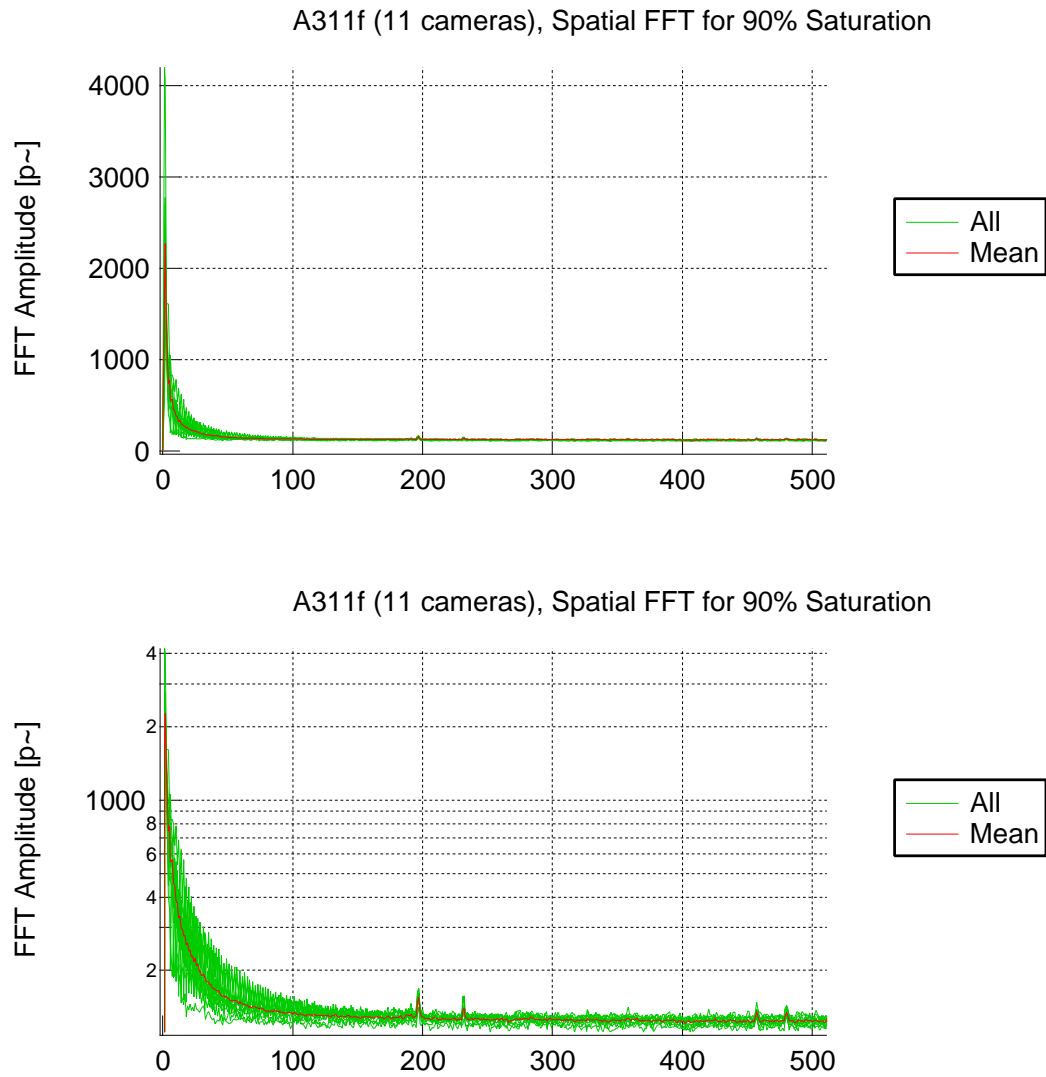 A311f (11 cameras), Spatial FFT for 90% Saturation
FFT Amplitude [p~]
4000
3000
2000
1000
0
0 100 200 300 400 500
All
Mean
A311f (11 cameras), Spatial FFT for 90% Saturation
FFT Amplitude [p~]
4
2
1000
8
6
4
2
0 100 200 300 400 500
All
Mean